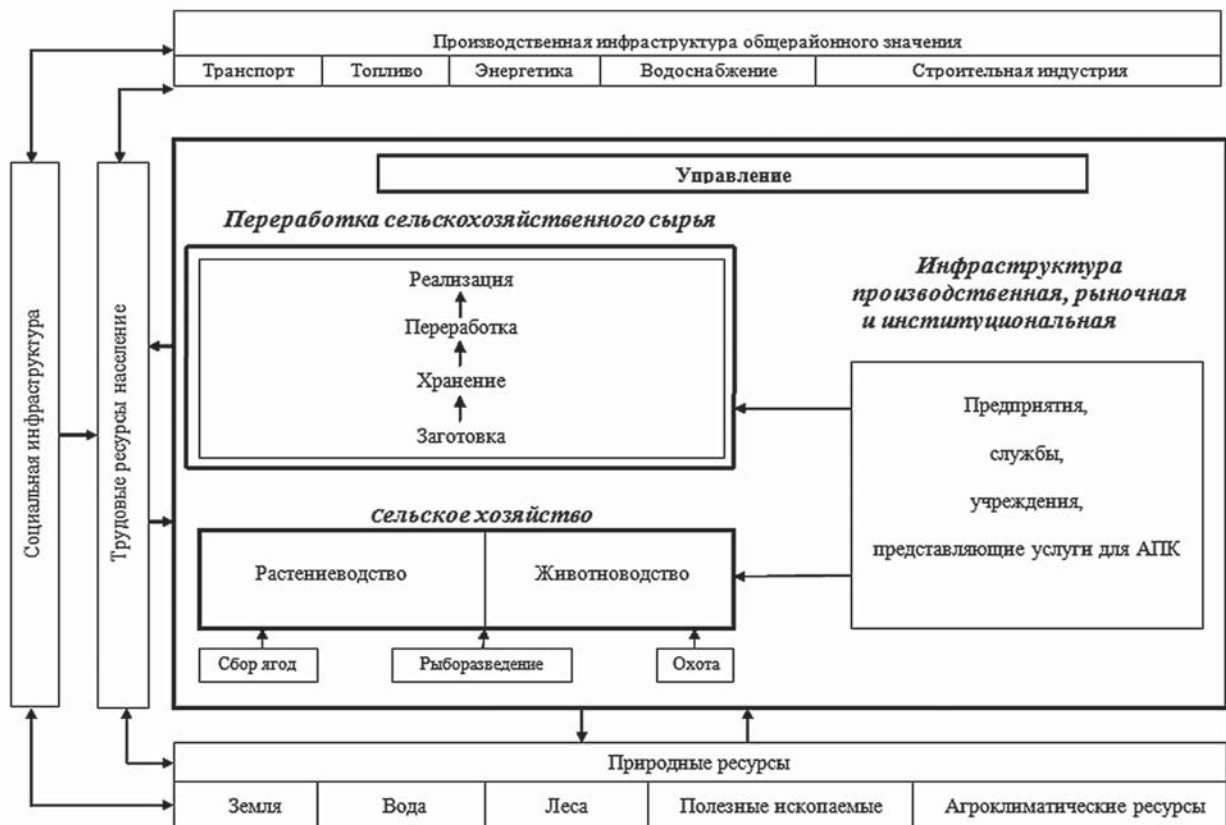 Производственная инфраструктура общерайонного значения
Транспорт
Топливо
Энергетика
Водоснабжение
Строительная индустрия
Социальная инфраструктура
Трудовые ресурсы население
Управление
Переработка сельскохозяйственного сырья
Реализация
Переработка
Хранение
Заготовка
Инфраструктура
производственная, рыночная
и институциональная
Предприятия,
службы,
учреждения,
представляющие услуги для АПК
Сельское хозяйство
Растениеводство
Животноводство
Сбор ягод
Рыборазведение
Охота
Природные ресурсы
Земля
Вода
Леса
Полезные ископаемые
Агроклиматические ресурсы